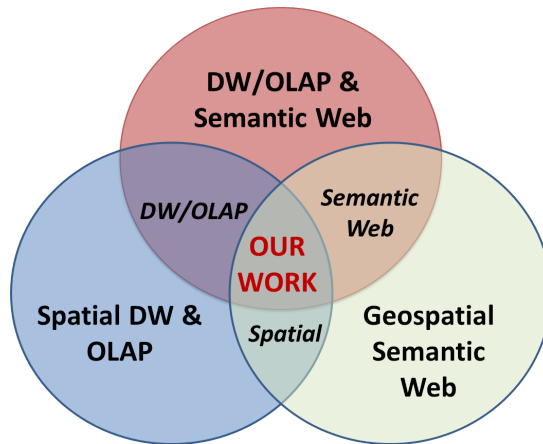 DW/OLAP &
Semantic Web
DW/OLAP
Semantic
Web
OUR
WORK
Spatial DW &
OLAP
Spatial
Geospatial
Semantic
Web